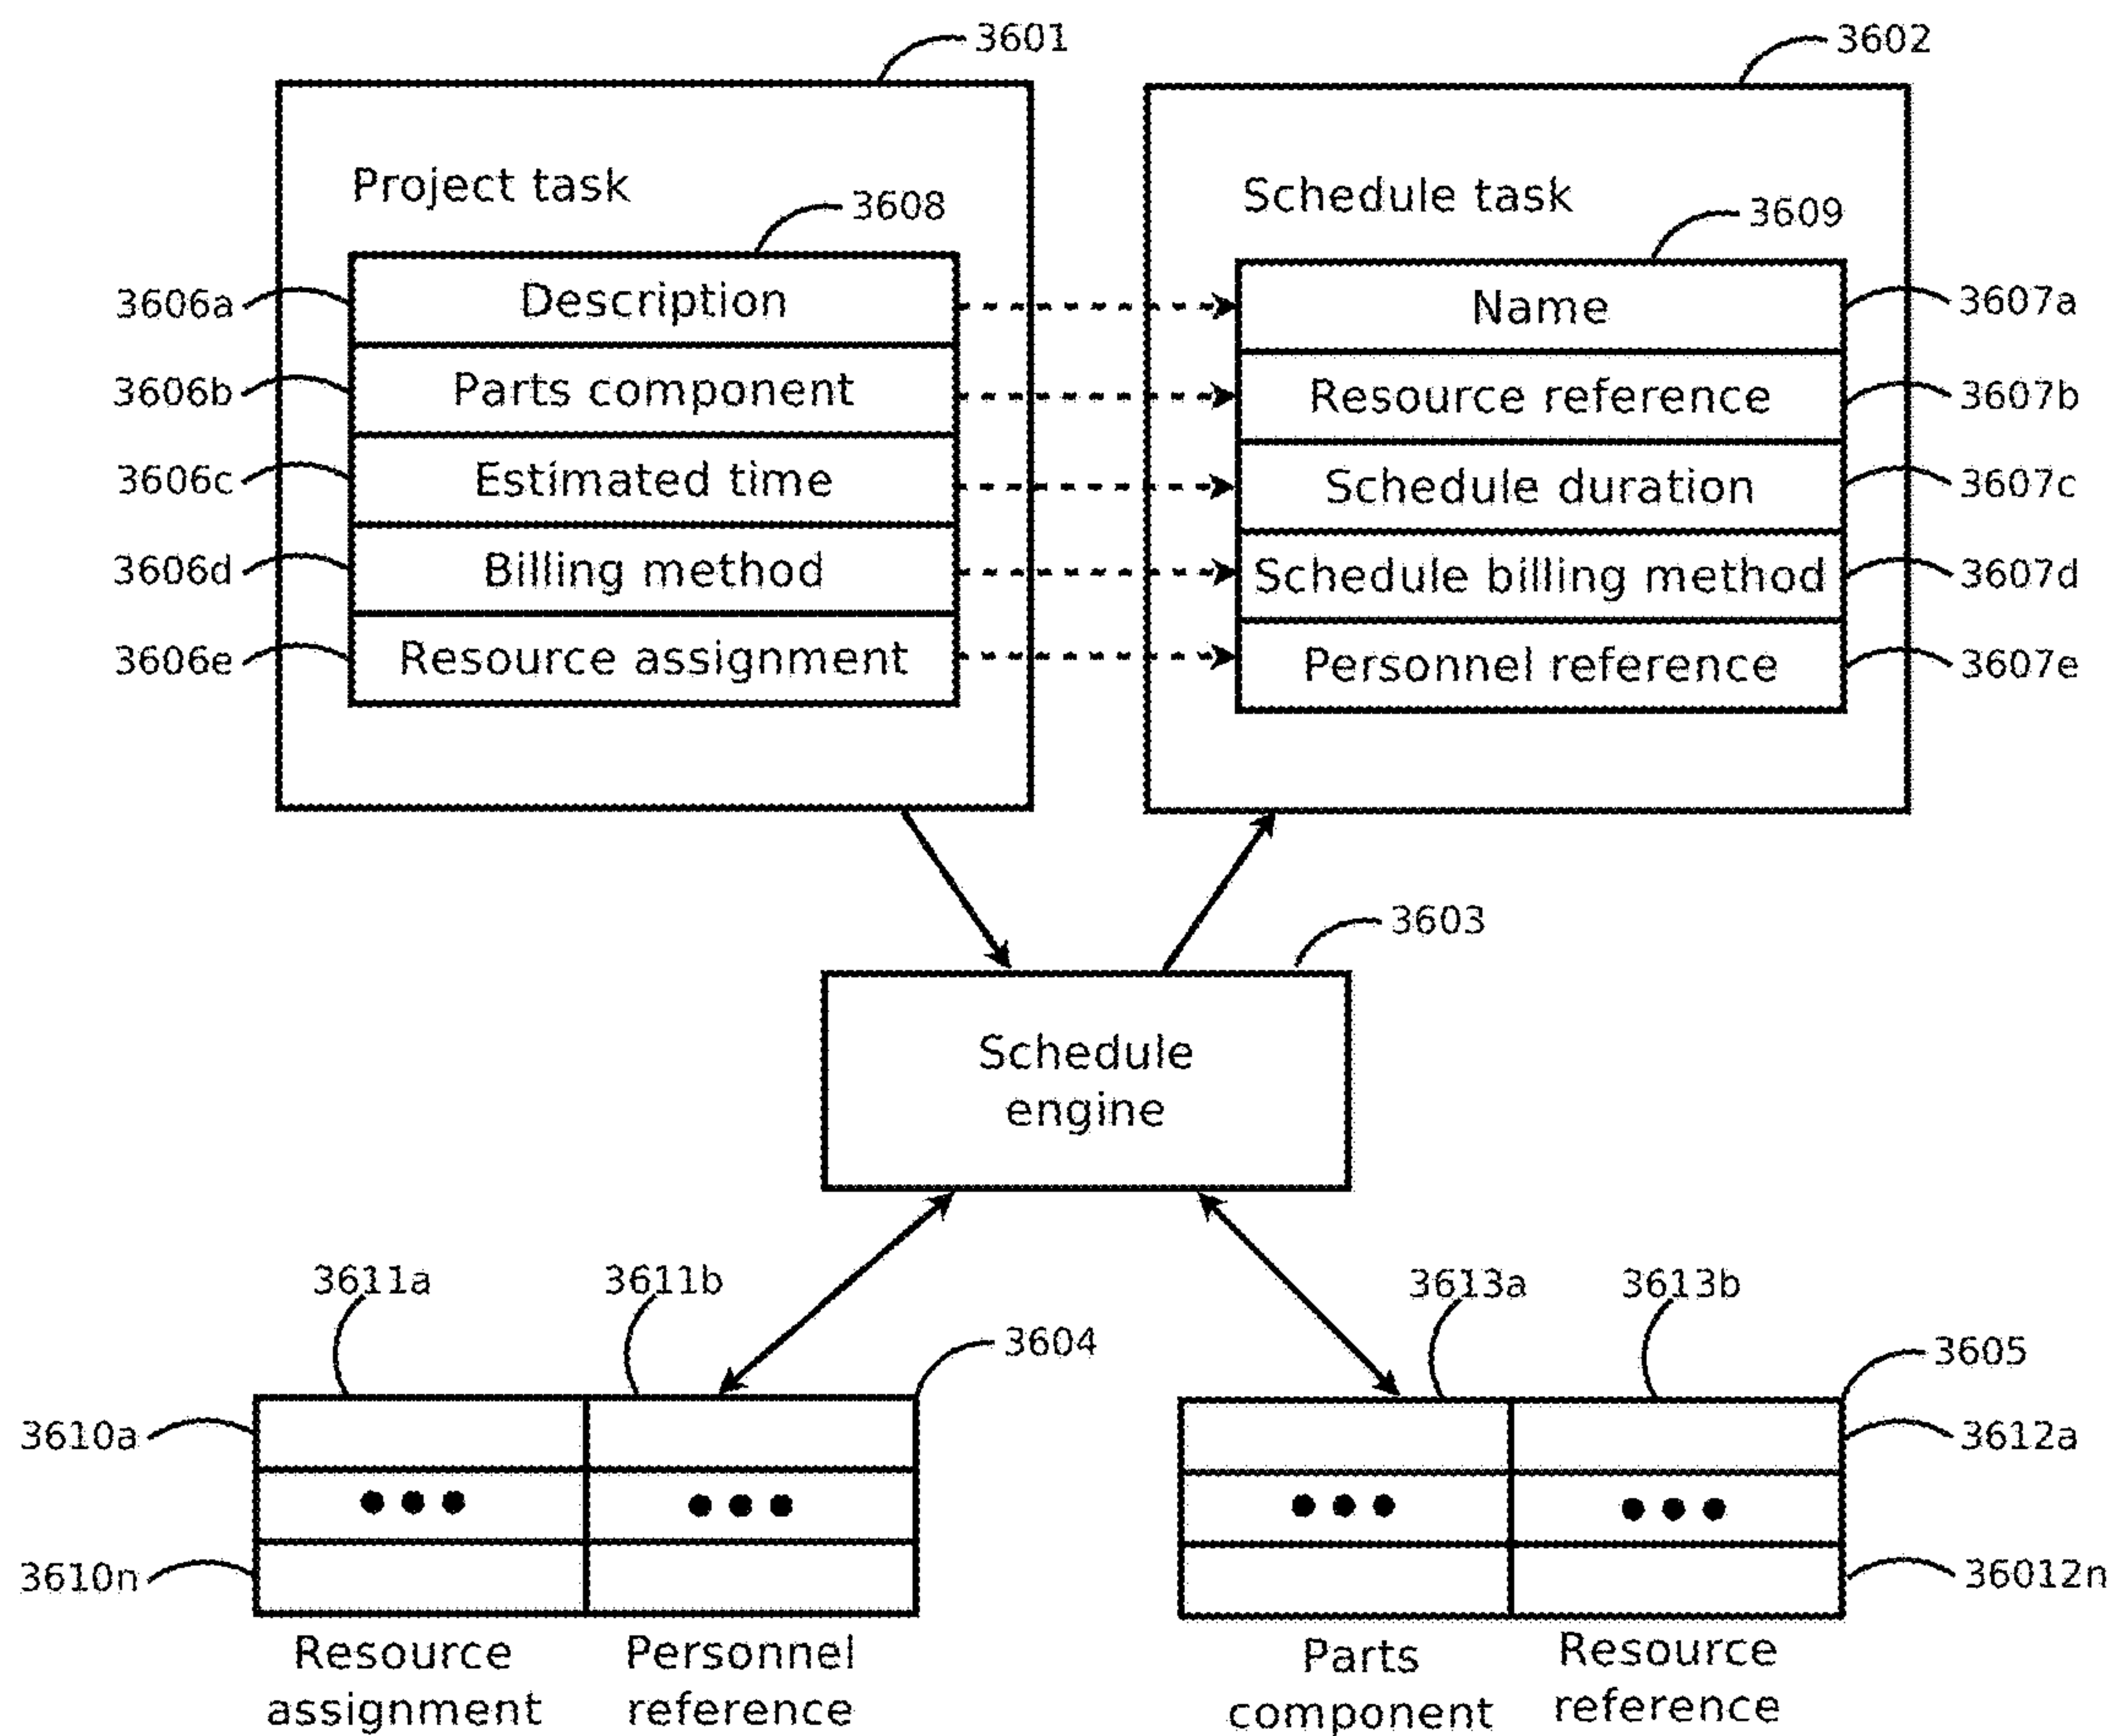 3601
3602
Project task
3608
Schedule task
3609
3606a
Description
Name
3607a
3606b
Parts component
Resource reference
3607b
3606c
Estimated time
Schedule duration
3607c
3606d
Billing method
Schedule billing method
3607d
3606e
Resource assignment
Personnel reference
3607e
3603
Schedule
engine
3611a
3611b
3604
3613a
3613b
3605
3610a
3612a
3610n
36012n
Resource
assignment
Personnel
reference
Parts
component
Resource
reference